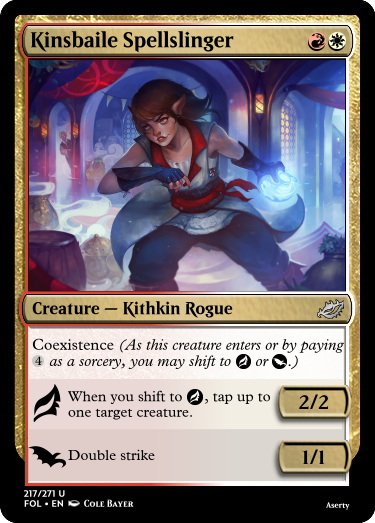 Kinsbaile Spellslinger
Creature — Kithkin Rogue
Coexistence (As this creature enters or by paying
4 as a sorcery, you may shift to or .)
When you shift to , tap up to
one target creature.
2/2
Double strike
1/1
217/271 U
FOL • EN Cole Bayer
Aserty